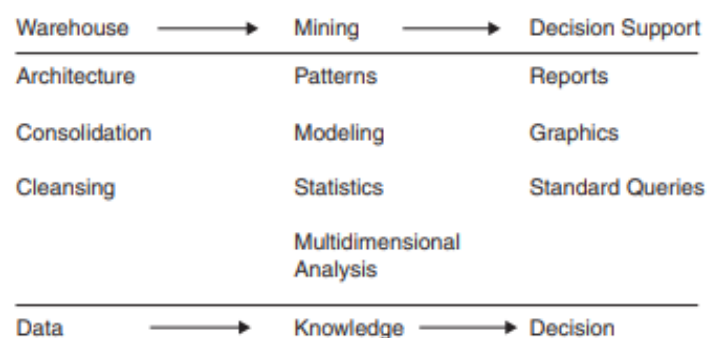 Warehouse Mining Decision Support
Architecture Patterns Reports
Consolidation Modeling Graphics
Cleansing Statistics Standard Queries
Multidimensional
Analysis
Data Knowledge Decision